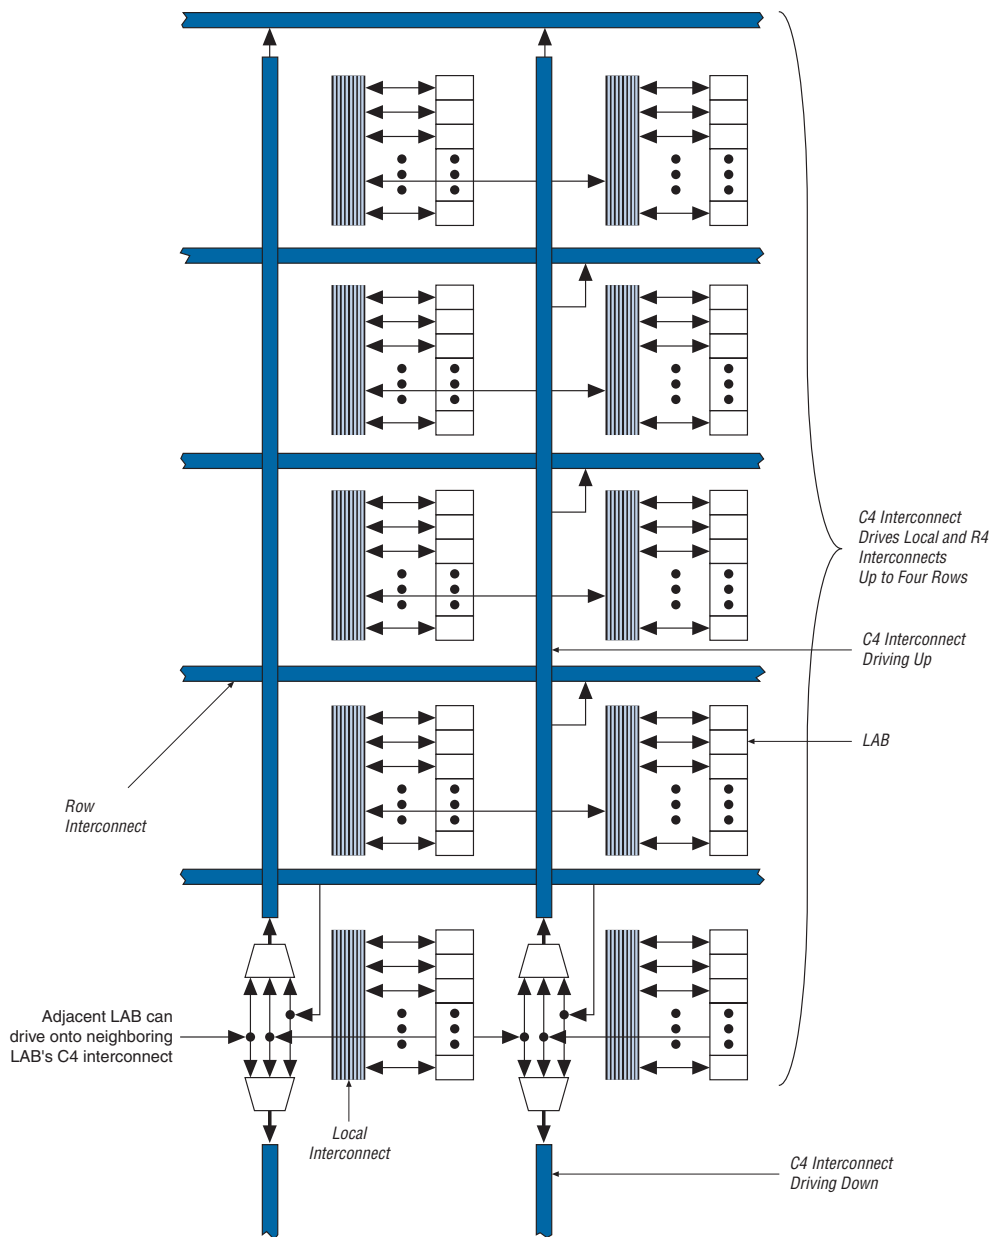 C4 Interconnect
Drives Local and R4
Interconnects
Up to Four Rows
C4 Interconnect
Driving Up
LAB
Row
Interconnect
Adjacent LAB can
drive onto neighboring
LAB's C4 interconnect
Local
Interconnect
C4 Interconnect
Driving Down